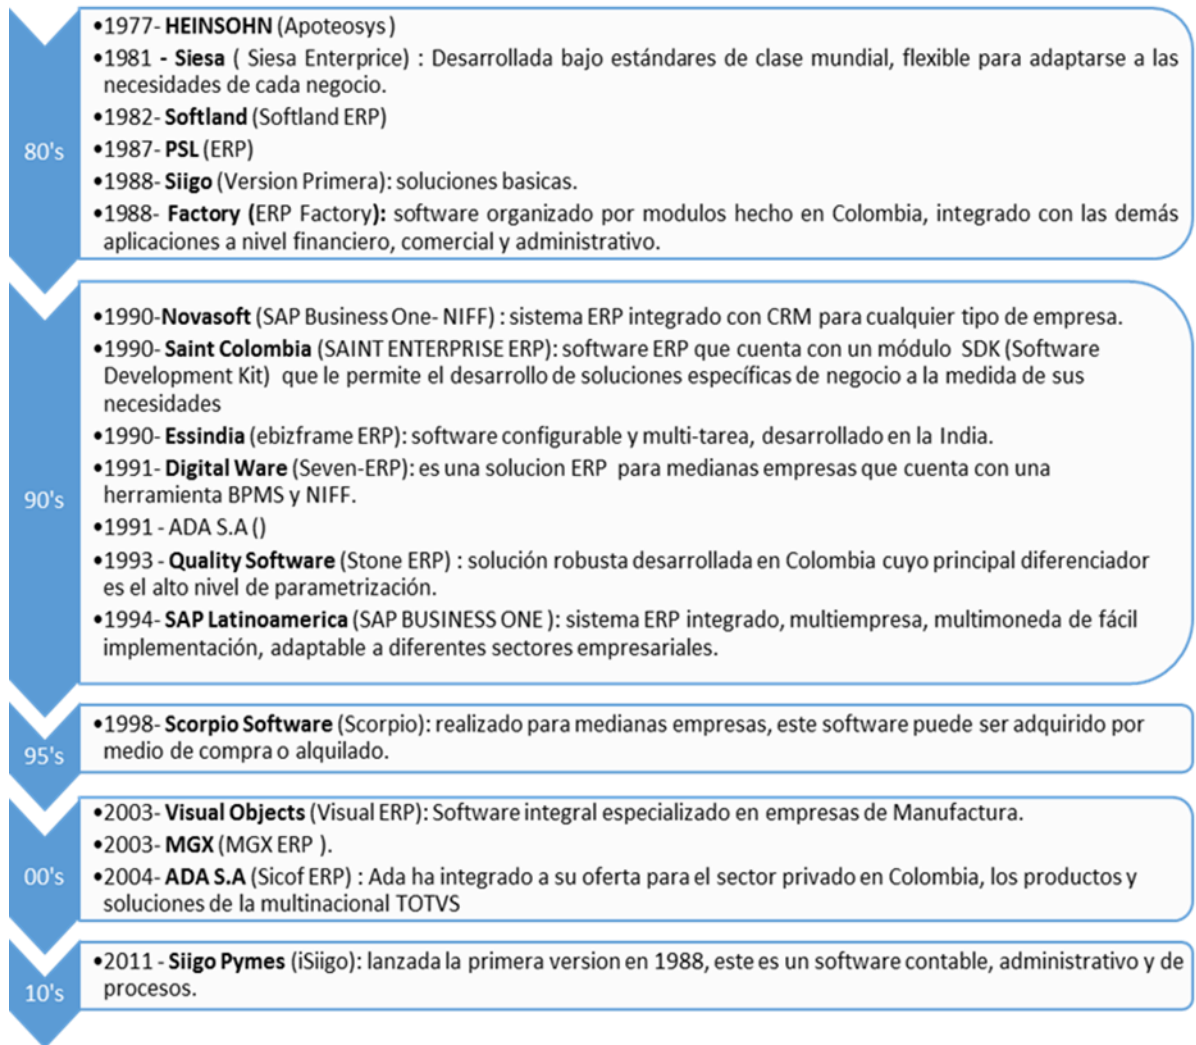 80's
•1977- HEINSOHN (Apoteosys)
•1981 - Siesa ( Siesa Enterprice) : Desarrollada bajo estándares de clase mundial, flexible para adaptarse a las
necesidades de cada negocio.
•1982- Softland (Softland ERP)
•1987- PSL (ERP)
•1988- Siigo (Version Primera): soluciones basicas.
•1988- Factory (ERP Factory): software organizado por modulos hecho en Colombia, integrado con las demás
aplicaciones a nivel financiero, comercial y administrativo.
90's
•1990-Novasoft (SAP Business One- NIFF) : sistema ERP integrado con CRM para cualquier tipo de empresa.
•1990- Saint Colombia (SAINT ENTERPRISE ERP): software ERP que cuenta con un módulo SDK (Software
Development Kit) que le permite el desarrollo de soluciones específicas de negocio a la medida de sus
necesidades
•1990- Essindia (ebizframe ERP): software configurable y multi-tarea, desarrollado en la India.
•1991- Digital Ware (Seven-ERP): es una solucion ERP para medianas empresas que cuenta con una
herramienta BPMS y NIFF.
•1991 - ADA S.A ()
•1993 - Quality Software (Stone ERP) : solución robusta desarrollada en Colombia cuyo principal diferenciador
es el alto nivel de parametrización.
•1994- SAP Latinoamerica (SAP BUSINESS ONE ): sistema ERP integrado, multiempresa, multimoneda de fácil
implementación, adaptable a diferentes sectores empresariales.
95's
•1998- Scorpio Software (Scorpio): realizado para medianas empresas, este software puede ser adquirido por
medio de compra o alquilado.
00's
•2003- Visual Objects (Visual ERP): Software integral especializado en empresas de Manufactura.
•2003- MGX (MGX ERP ).
•2004- ADA S.A (Sicof ERP) : Ada ha integrado a su oferta para el sector privado en Colombia, los productos y
soluciones de la multinacional TOTVS
10's
•2011 - Siigo Pymes (iSiigo): lanzada la primera version en 1988, este es un software contable, administrativo y de
procesos.